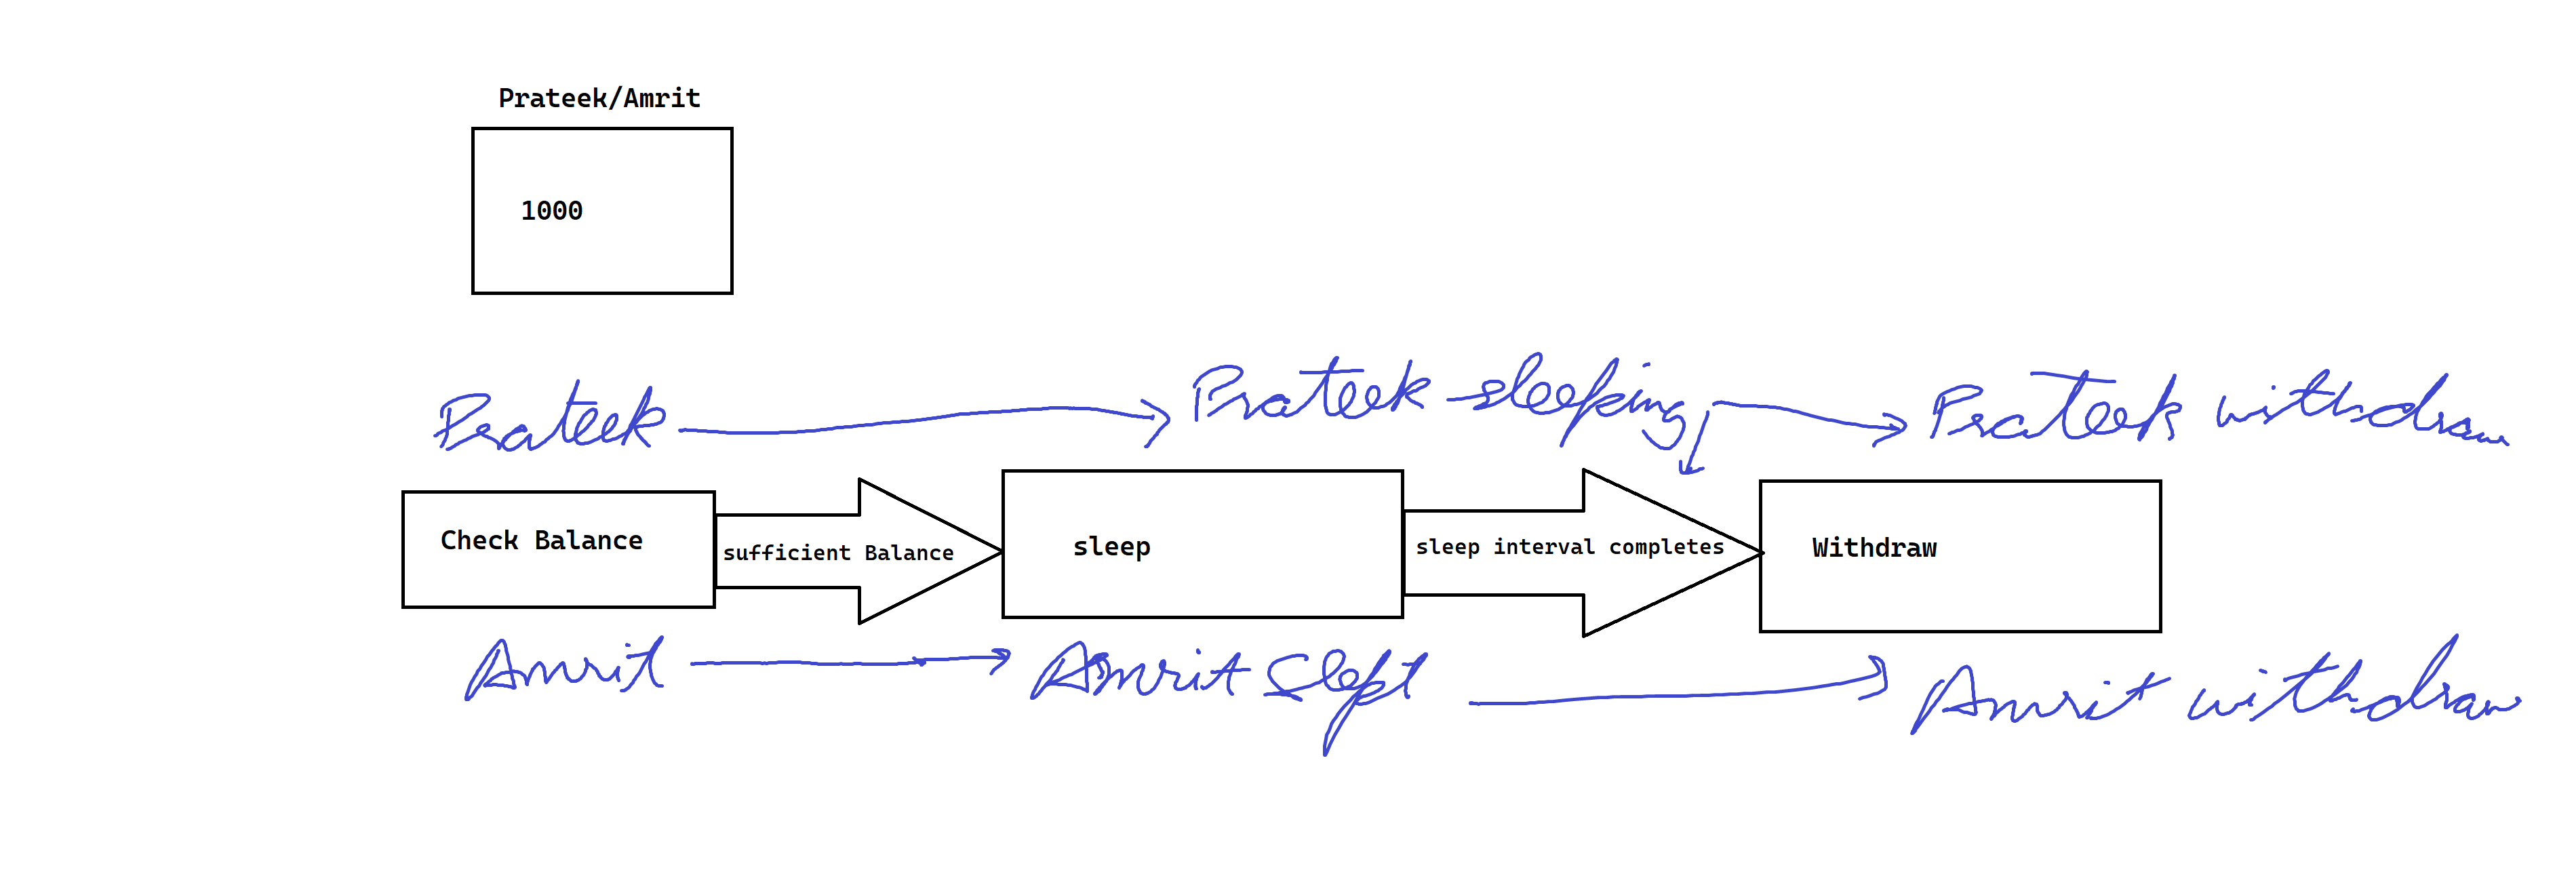 Prateek/Amrit
1000
Prateek Prateek sleeping Prateek withdraw
Check Balance sufficient Balance sleep sleep interval completes Withdraw
Amrit Amrit Slept Amrit withdraw